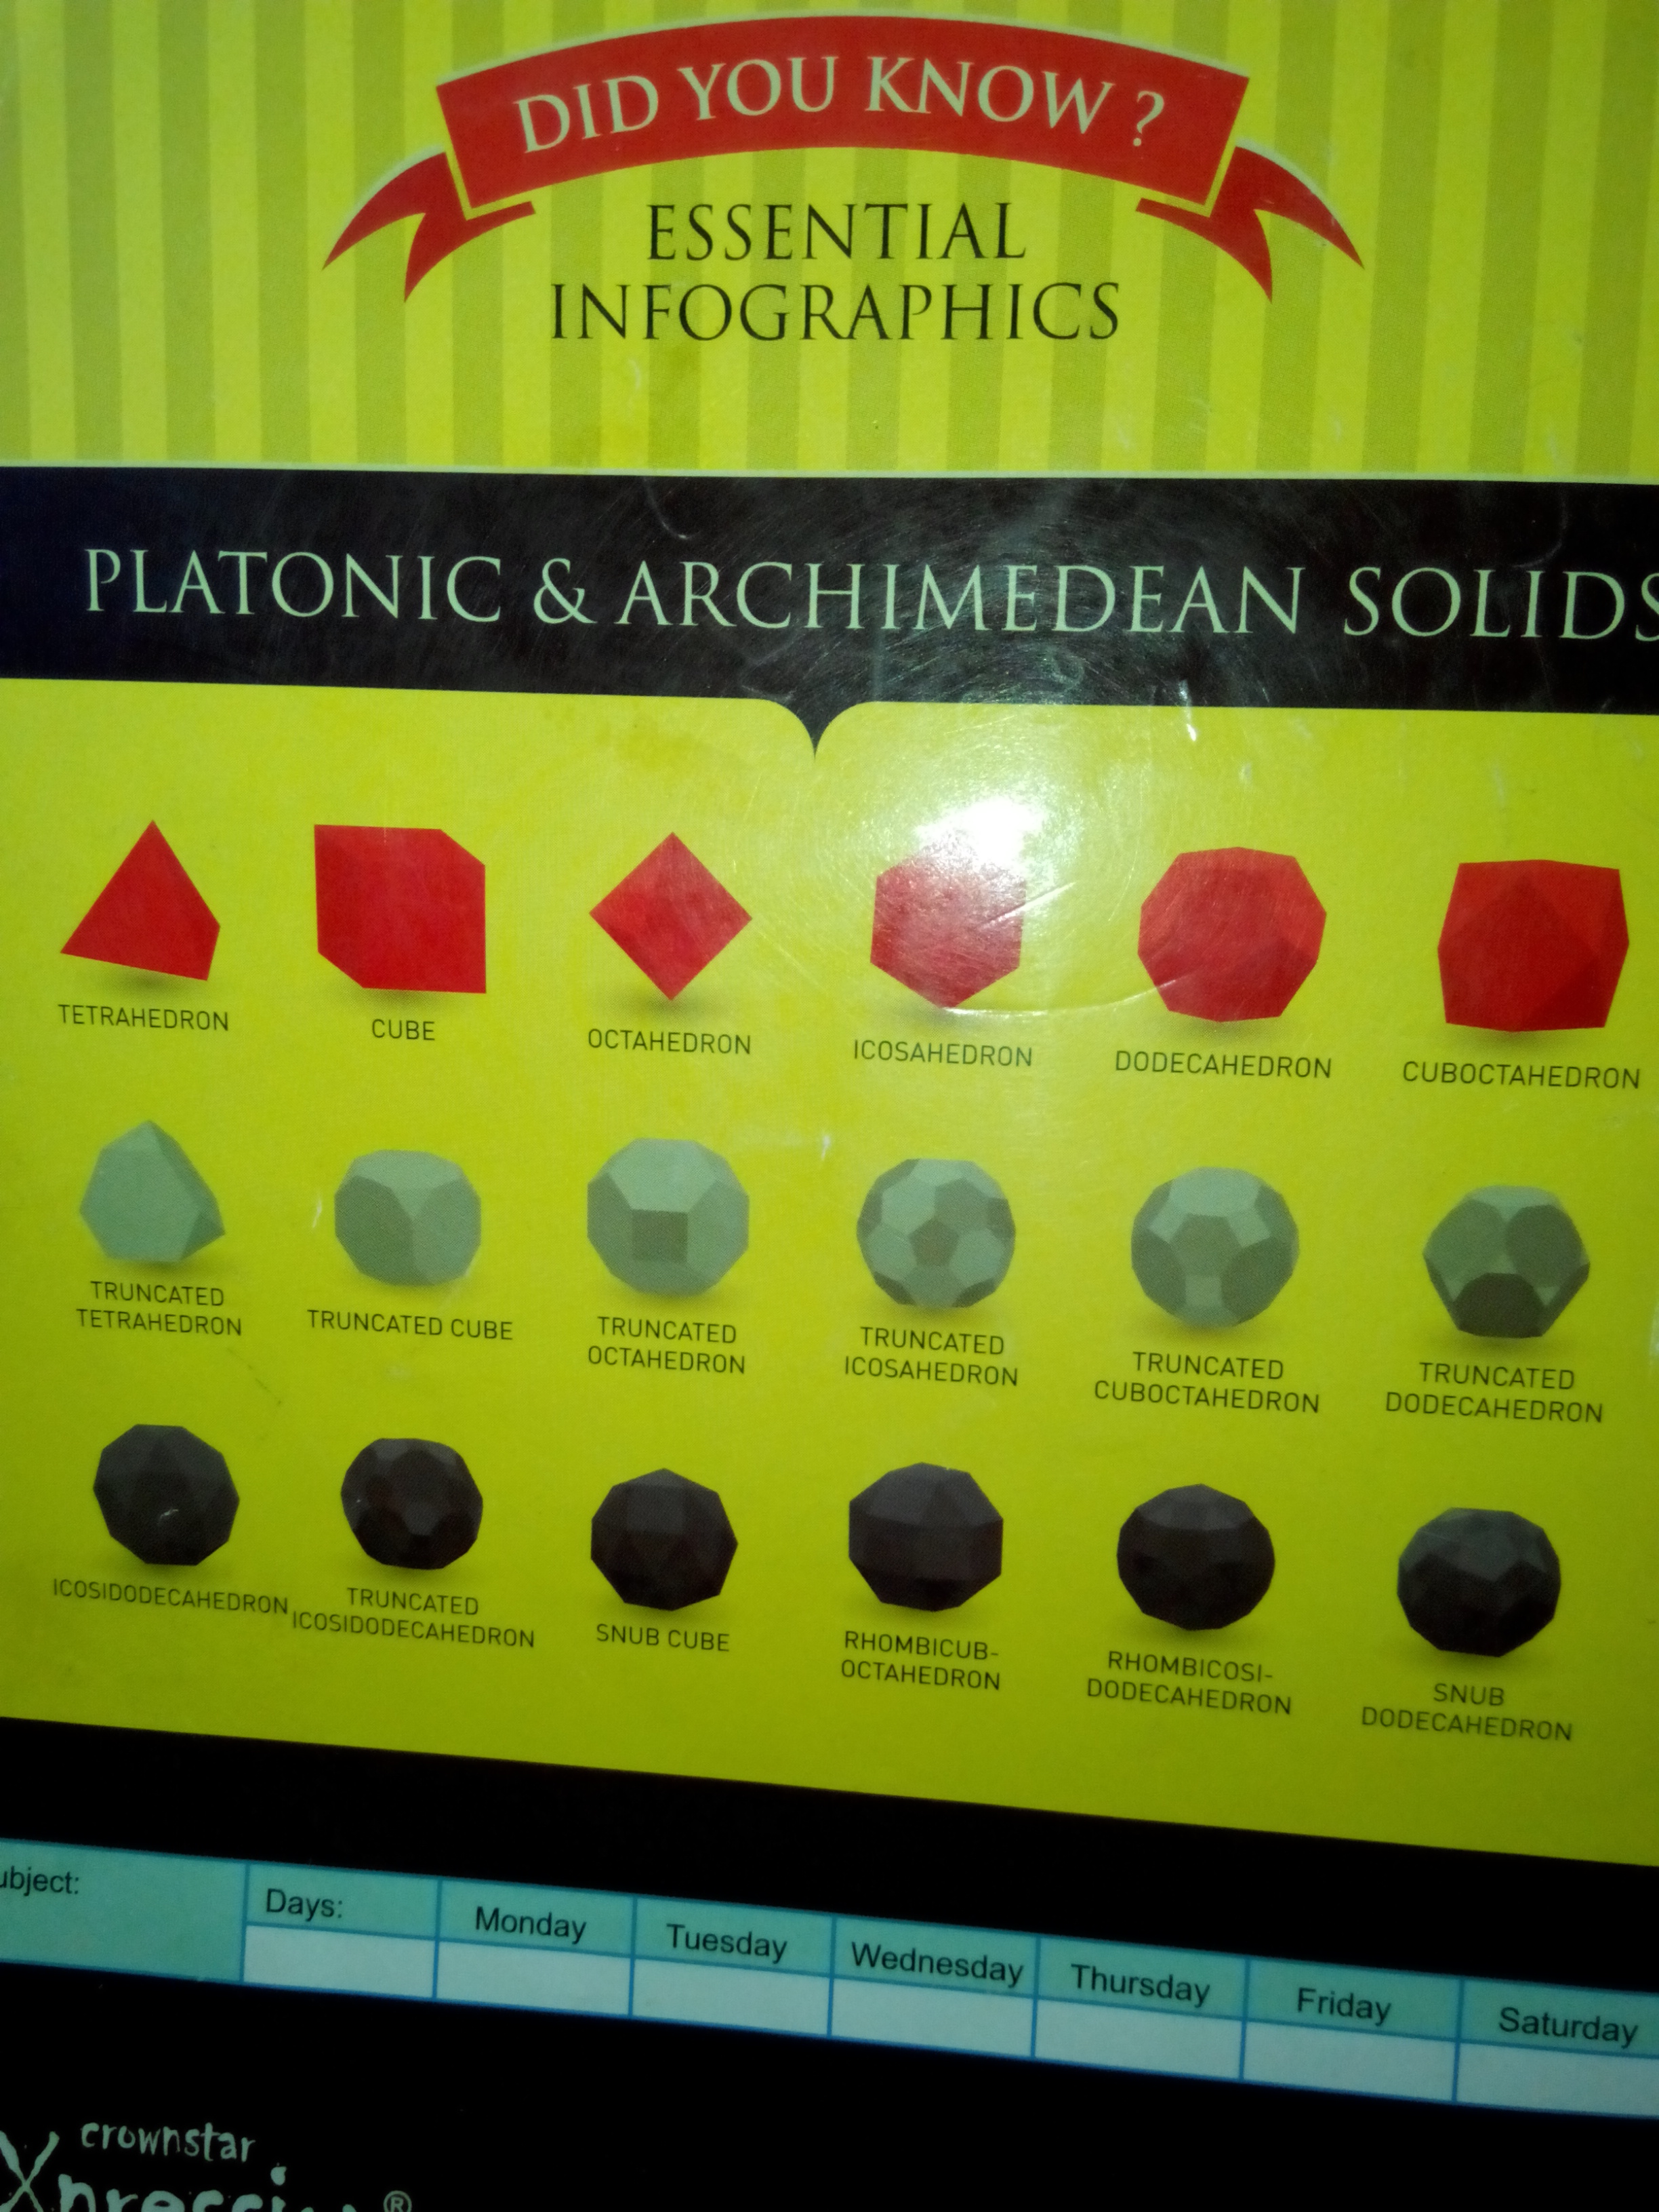 DID YOU KNOW ?
ESSENTIAL
INFOGRAPHICS
PLATONIC & ARCHIMEDEAN SOLIDS
TETRAHEDRON
CUBE
OCTAHEDRON
ICOSAHEDRON
DODECAHEDRON
CUBOCTAHEDRON
TRUNCATED
TETRAHEDRON
TRUNCATED CUBE
TRUNCATED
OCTAHEDRON
TRUNCATED
ICOSAHEDRON
TRUNCATED
CUBOCTAHEDRON
TRUNCATED
DODECAHEDRON
ICOSIDODECAHEDRON
TRUNCATED
ICOSIDODECAHEDRON
SNUB CUBE
RHOMBICUB-
OCTAHEDRON
RHOMBICOSI-
DODECAHEDRON
SNUB
DODECAHEDRON
ubject:
Days:
Monday
Tuesday
Wednesday
Thursday
Friday
Saturday
crownstar